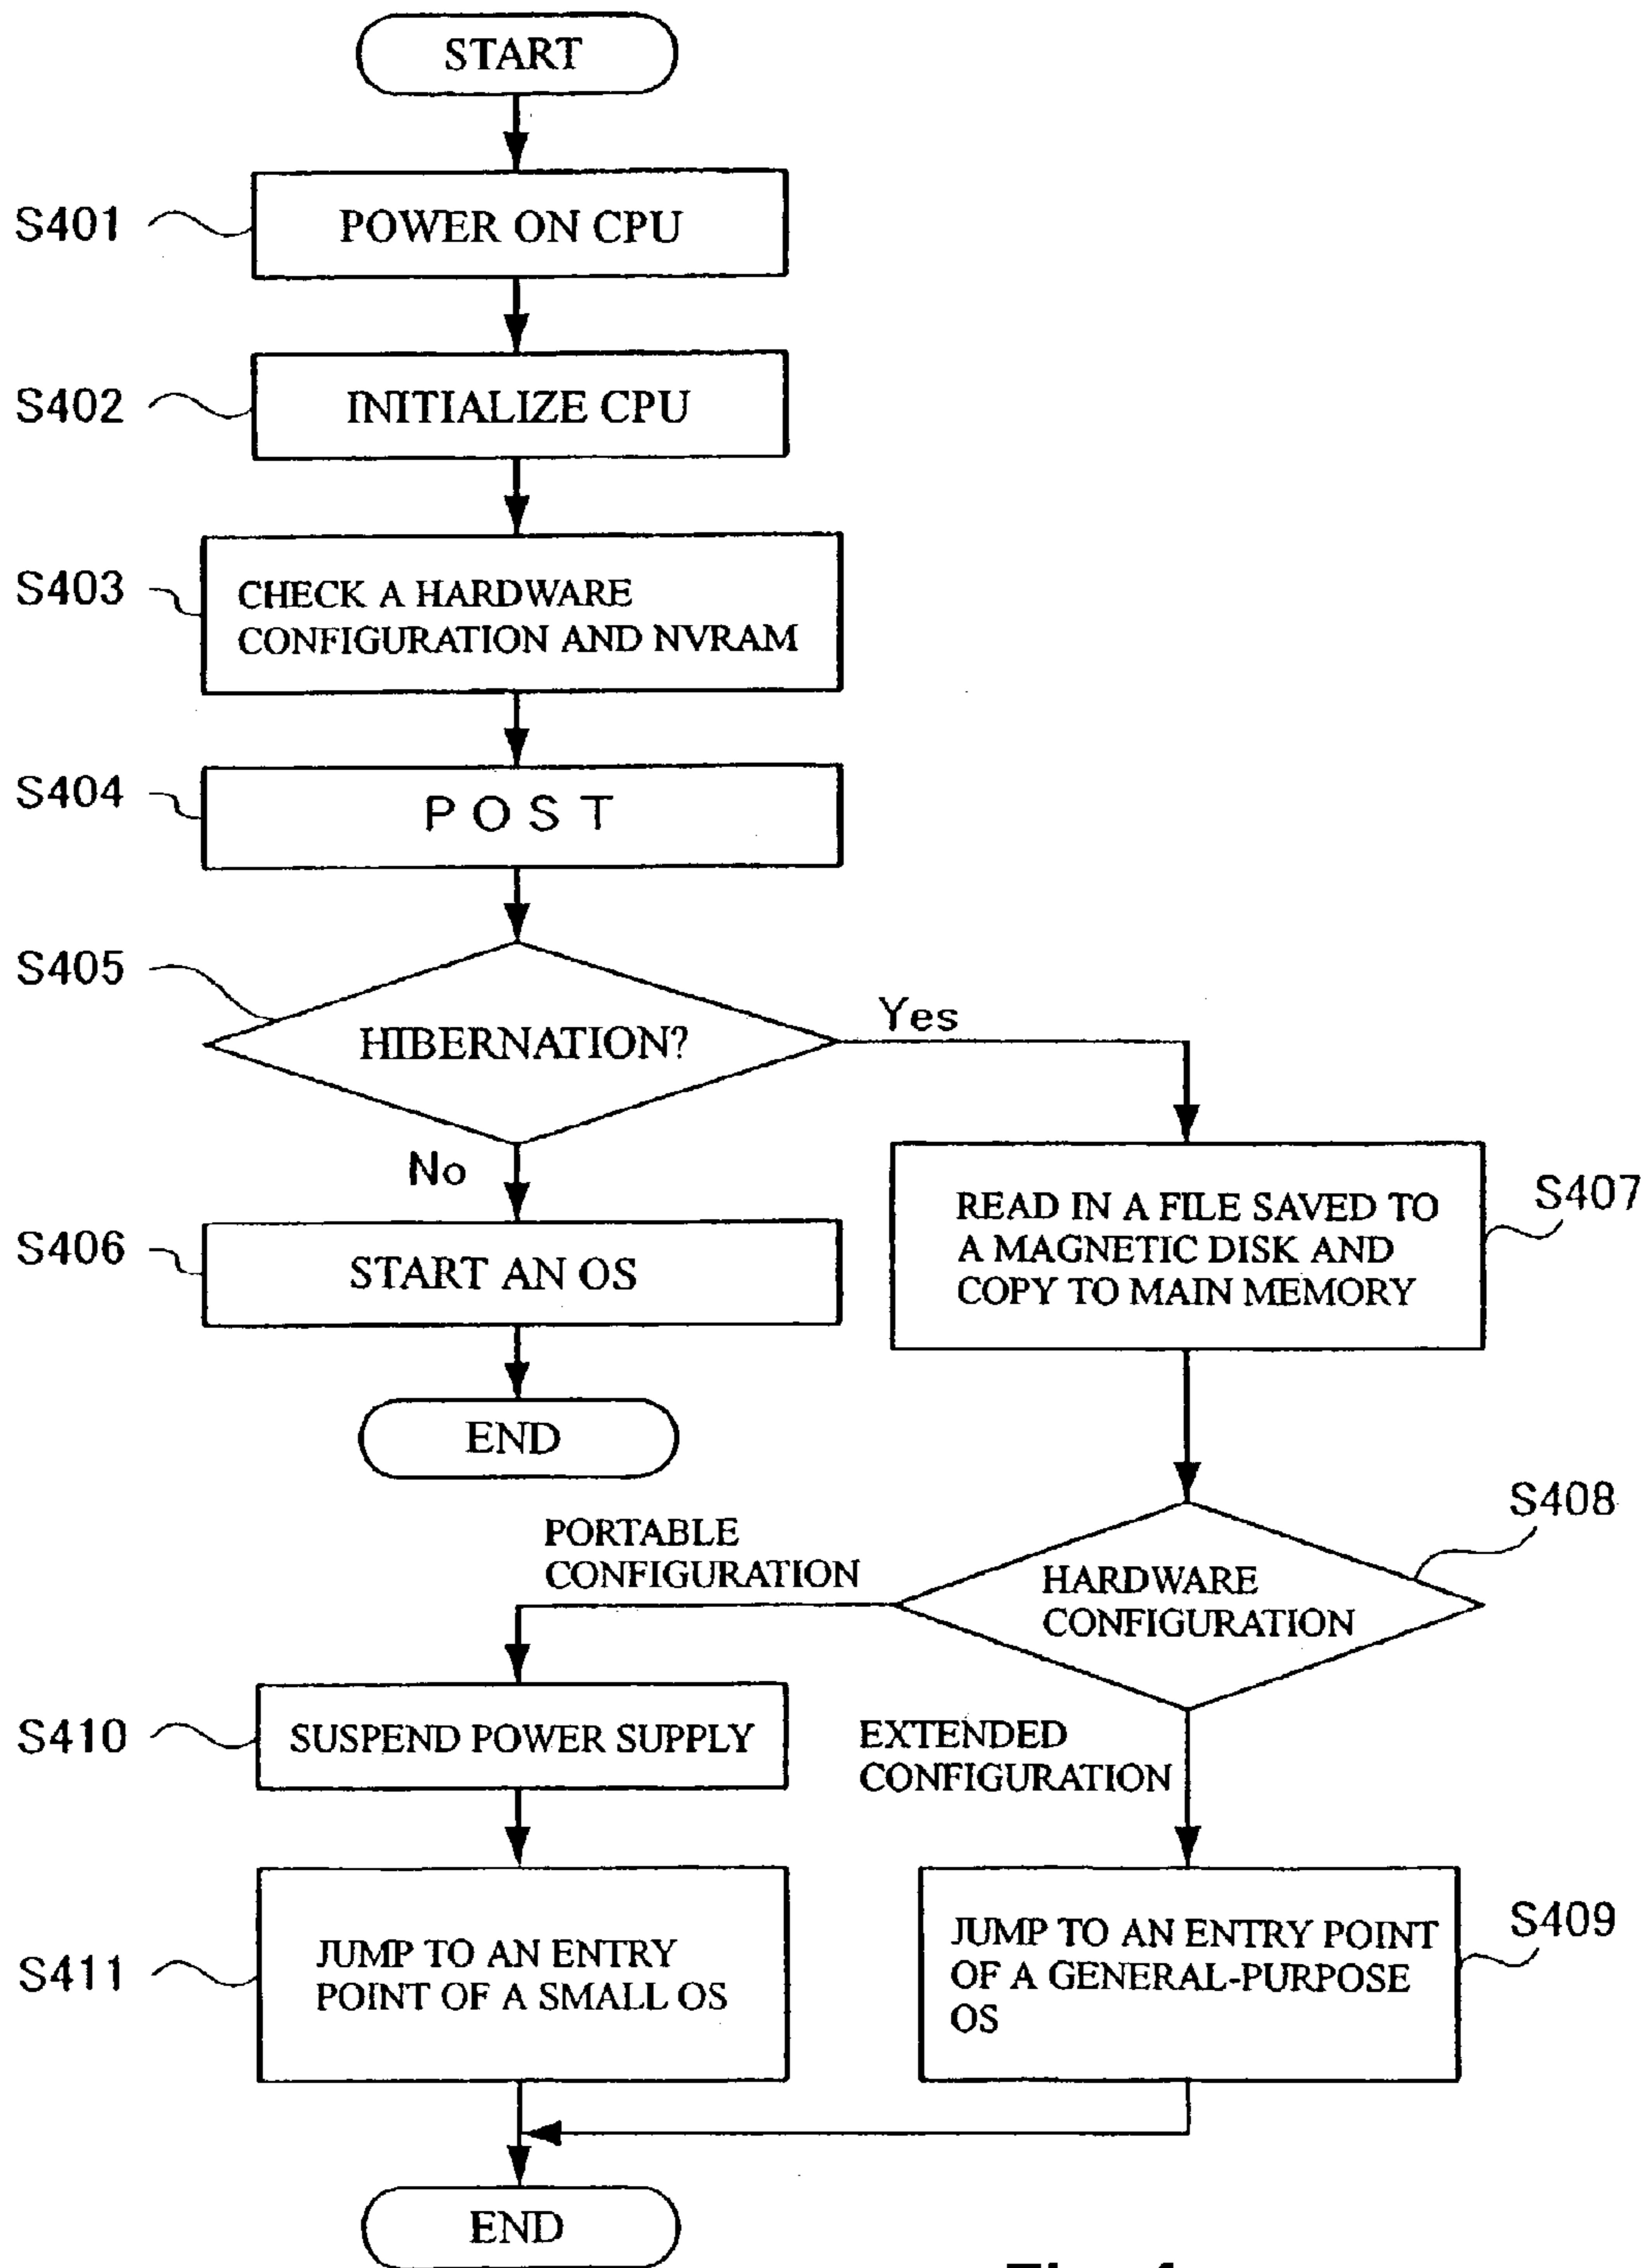 START
S401
POWER ON CPU
S402
INITIALIZE CPU
S403
CHECK A HARDWARE
CONFIGURATION AND NVRAM
S404
POST
S405
HIBERNATION?
Yes
No
S406
START AN OS
S407
READ IN A FILE SAVED TO
A MAGNETIC DISK AND
COPY TO MAIN MEMORY
END
S408
HARDWARE
CONFIGURATION
PORTABLE
CONFIGURATION
S410
SUSPEND POWER SUPPLY
EXTENDED
CONFIGURATION
S411
JUMP TO AN ENTRY
POINT OF A SMALL OS
S409
JUMP TO AN ENTRY POINT
OF A GENERAL-PURPOSE
OS
END